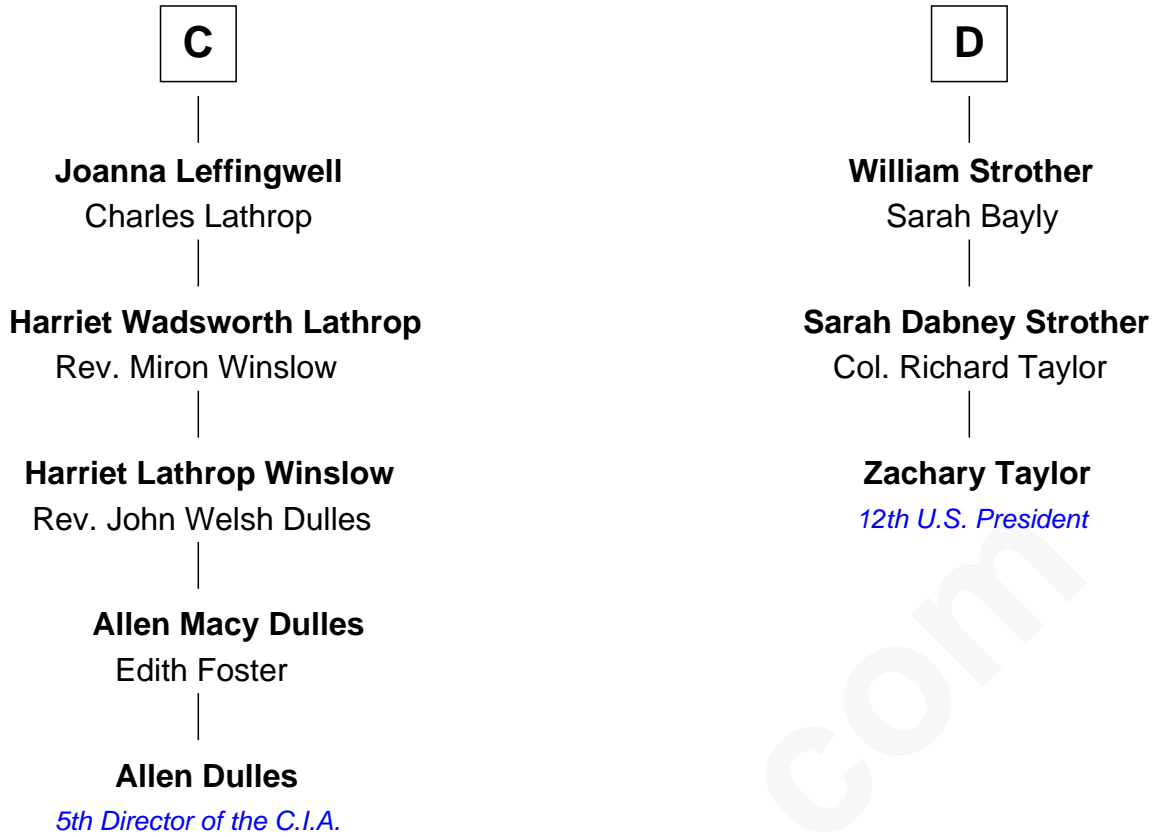 C
Joanna Leffingwell
Charles Lathrop
Harriet Wadsworth Lathrop
Rev. Miron Winslow
Harriet Lathrop Winslow
Rev. John Welsh Dulles
Allen Macy Dulles
Edith Foster
Allen Dulles
5th Director of the C.I.A.
D
William Strother
Sarah Bayly
Sarah Dabney Strother
Col. Richard Taylor
Zachary Taylor
12th U.S. President
com